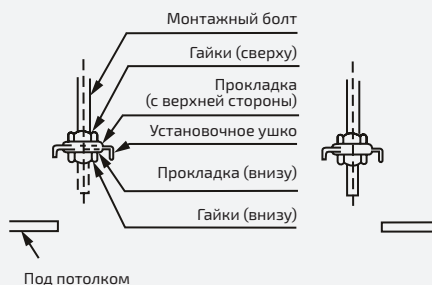 Монтажный болт
Гайки (сверху)
Прокладка
(с верхней стороны)
Установочное ушко
Прокладка (внизу)
Гайки (внизу)
Под потолком